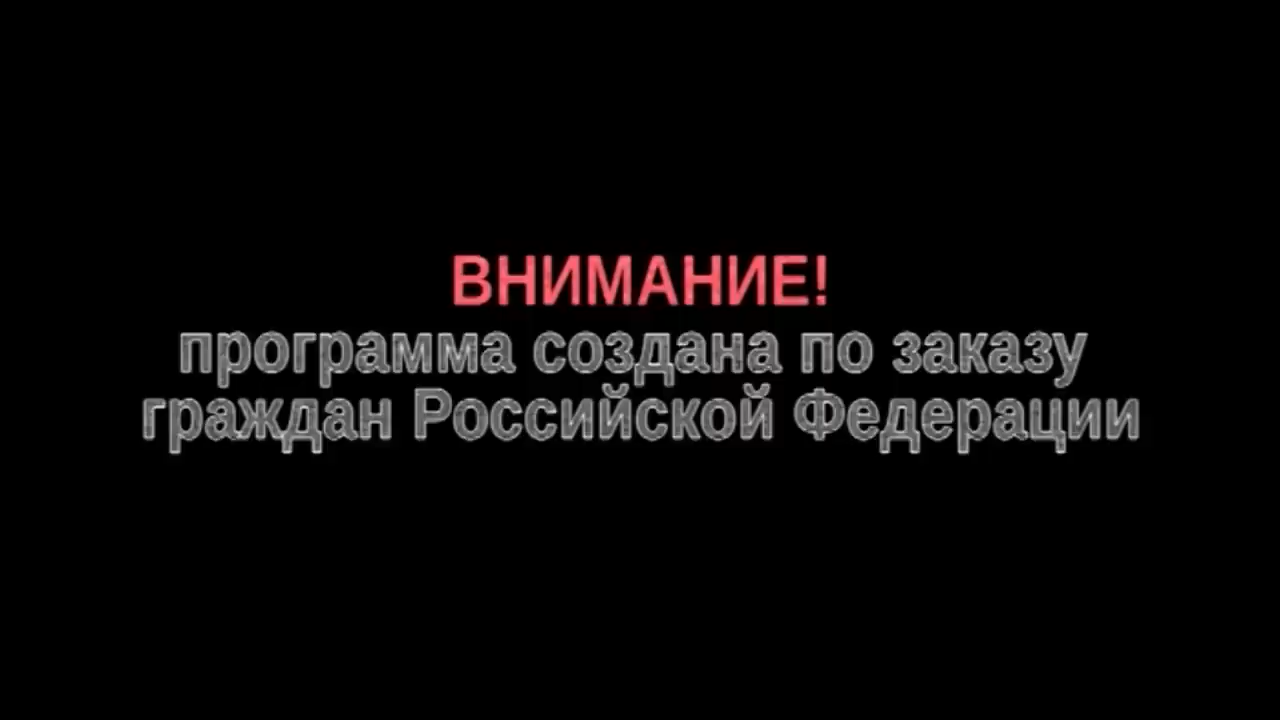 ВНИМАНИЕ!
программа создана по заказу
граждан Российской Федерации